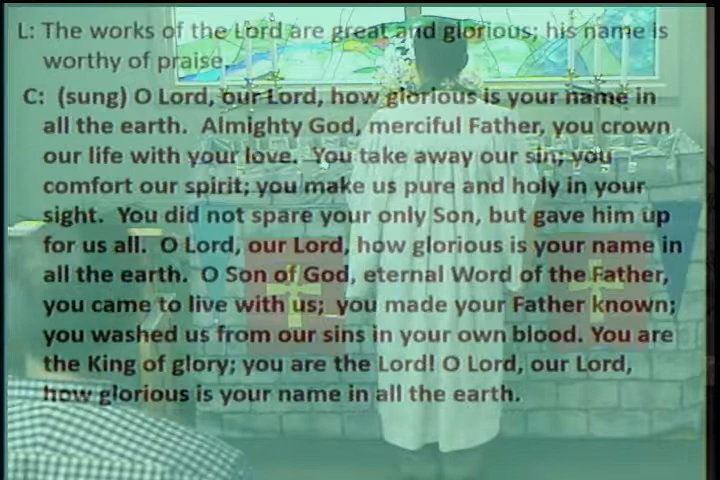 L: The works of the Lord are great and glorious; his name is
worthy of praise.
C: (sung) O Lord, our Lord, how glorious is your name in
all the earth. Almighty God, merciful Father, you crown
our life with your love. You take away our sin; you
comfort our spirit; you make us pure and holy in your
sight. You did not spare your only Son, but gave him up
for us all. O Lord, our Lord, how glorious is your name in
all the earth. O Son of God, eternal Word of the Father,
you came to live with us; you made your Father known;
you washed us from our sins in your own blood. You are
the King of glory; you are the Lord! O Lord, our Lord,
how glorious is your name in all the earth.